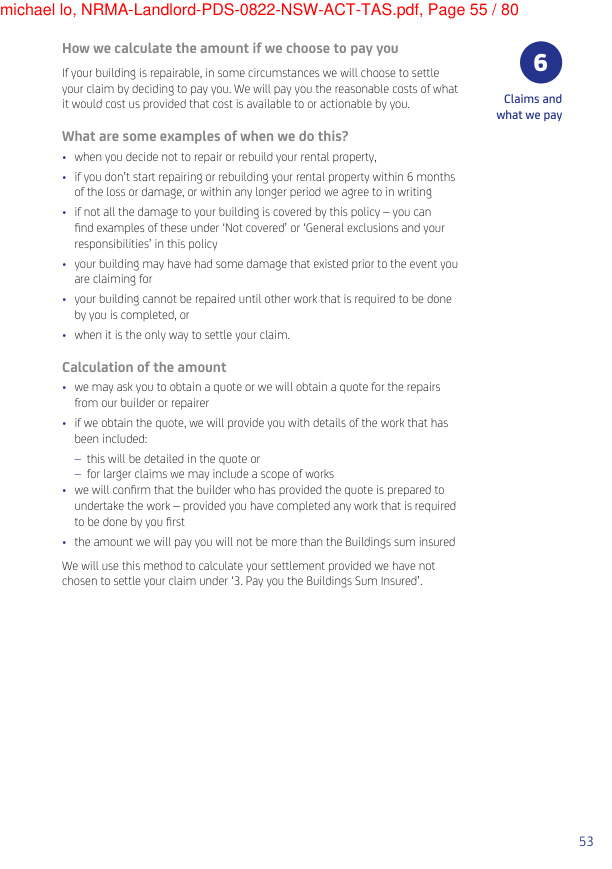 michael lo, NRMA-Landlord-PDS-0822-NSW-ACT-TAS.pdf, Page 55 / 80
How we calculate the amount if we choose to pay you
If your building is repairable, in some circumstances we will choose to settle
your claim by deciding to pay you. We will pay you the reasonable costs of what
it would cost us provided that cost is available to or actionable by you.
6
Claims and
what we pay
What are some examples of when we do this?
• when you decide not to repair or rebuild your rental property,
• if you don’t start repairing or rebuilding your rental property within 6 months
of the loss or damage, or within any longer period we agree to in writing
• if not all the damage to your building is covered by this policy – you can
find examples of these under ‘Not covered’ or ‘General exclusions and your
responsibilities’ in this policy
• your building may have had some damage that existed prior to the event you
are claiming for
• your building cannot be repaired until other work that is required to be done
by you is completed, or
• when it is the only way to settle your claim.
Calculation of the amount
• we may ask you to obtain a quote or we will obtain a quote for the repairs
from our builder or repairer
• if we obtain the quote, we will provide you with details of the work that has
been included:
– this will be detailed in the quote or
– for larger claims we may include a scope of works
• we will confirm that the builder who has provided the quote is prepared to
undertake the work – provided you have completed any work that is required
to be done by you first
• the amount we will pay you will not be more than the Buildings sum insured
We will use this method to calculate your settlement provided we have not
chosen to settle your claim under ‘3. Pay you the Buildings Sum Insured’.
53